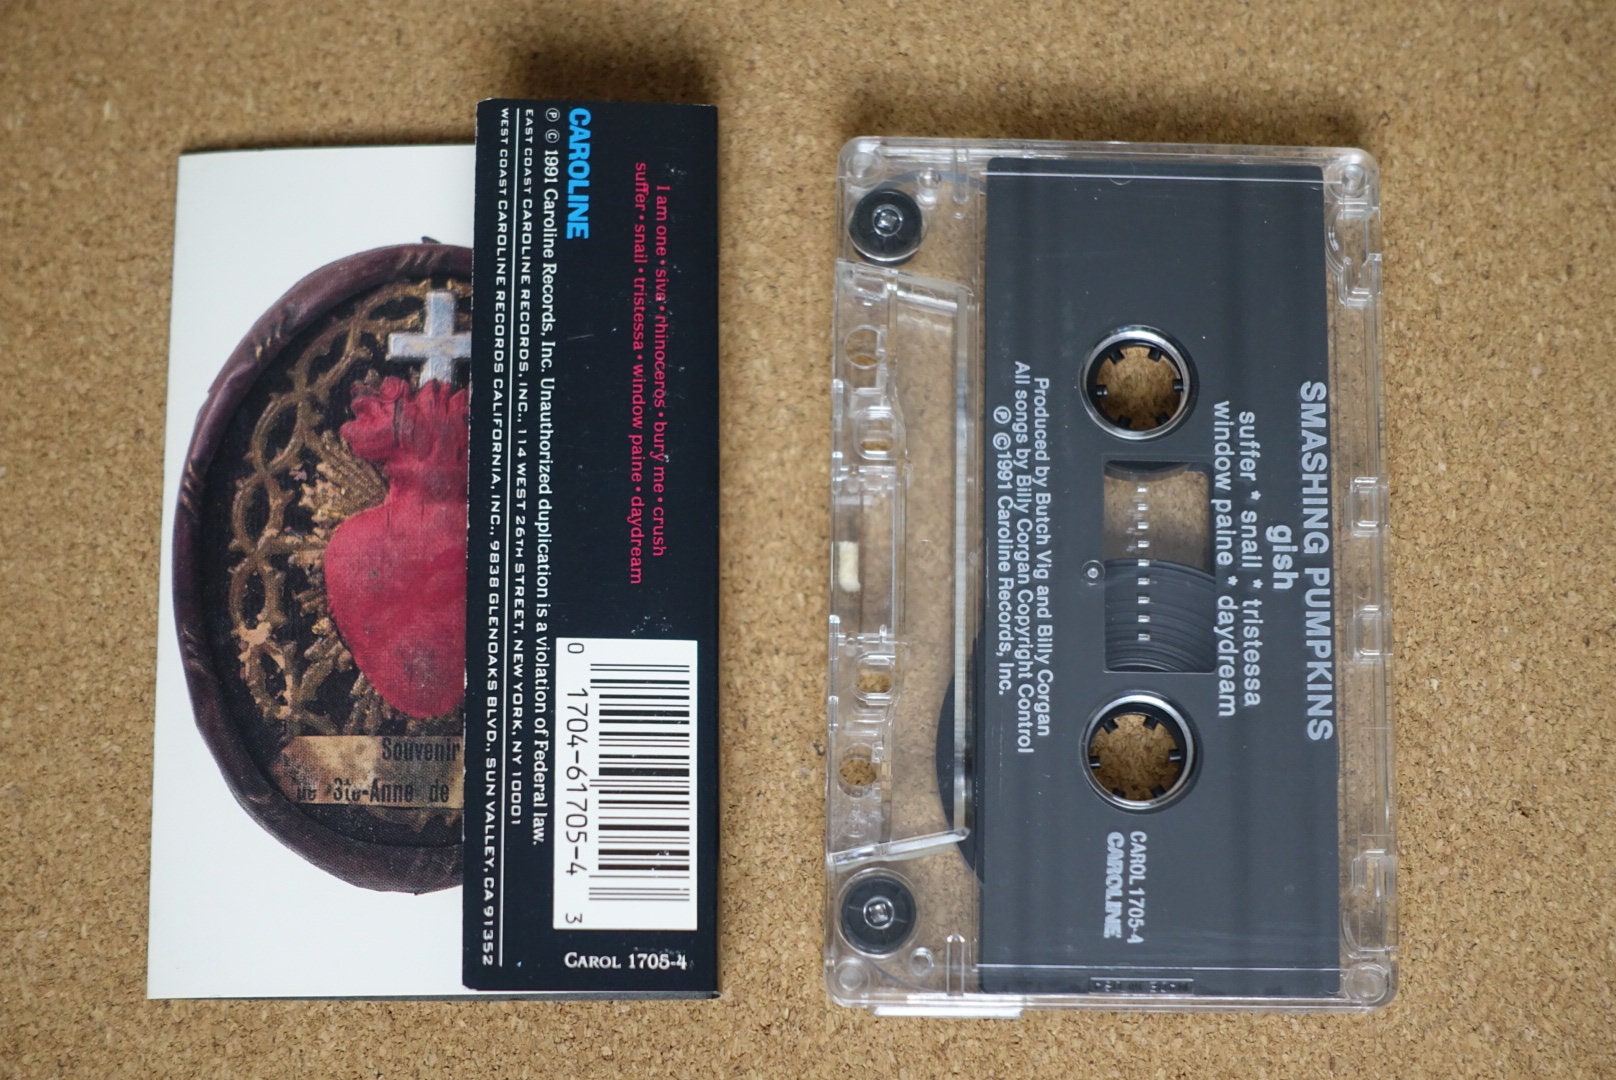 I am one • siva • rhinoceros • bury me • crush
suffer • snail • tristessa • window paine • daydream
CAROLINE
℗ © 1991 Caroline Records, Inc. Unauthorized duplication is a violation of Federal law.
EAST COAST CAROLINE RECORDS, INC., 114 WEST 26TH STREET, NEW YORK, NY 10001
WEST COAST CAROLINE RECORDS CALIFORNIA, INC., 9838 GLENOAKS BLVD., SUN VALLEY, CA 91352
0 1704-61705-4 3
CAROL 1705-4
Souvenir
de Ste-Anne de
SMASHING PUMPKINS
gish
suffer * snail * tristessa
window paine * daydream
Produced by Butch Vig and Billy Corgan
All songs by Billy Corgan Copyright Control
℗ ©1991 Caroline Records, Inc.
CAROL 1705-4
CAROLINE